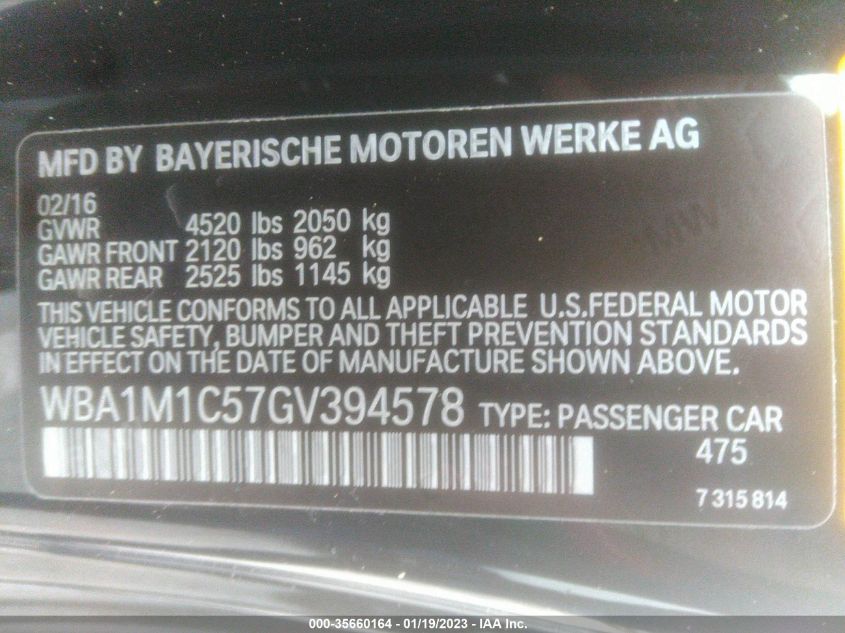 MFD BY BAYERISCHE MOTOREN WERKE AG
02/16
GVWR 4520 lbs 2050 kg
GAWR FRONT 2120 lbs 962 kg
GAWR REAR 2525 lbs 1145 kg
THIS VEHICLE CONFORMS TO ALL APPLICABLE U.S.FEDERAL MOTOR
VEHICLE SAFETY, BUMPER AND THEFT PREVENTION STANDARDS
IN EFFECT ON THE DATE OF MANUFACTURE SHOWN ABOVE.
WBA1M1C57GV394578 TYPE: PASSENGER CAR
475
7 315 814
000-35660164 - 01/19/2023 - IAA Inc.